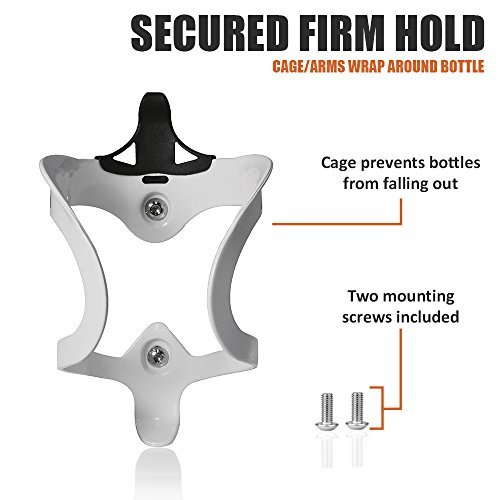 SECURED FIRM HOLD
CAGE/ARMS WRAP AROUND BOTTLE
Cage prevents bottles
from falling out
Two mounting
screws included